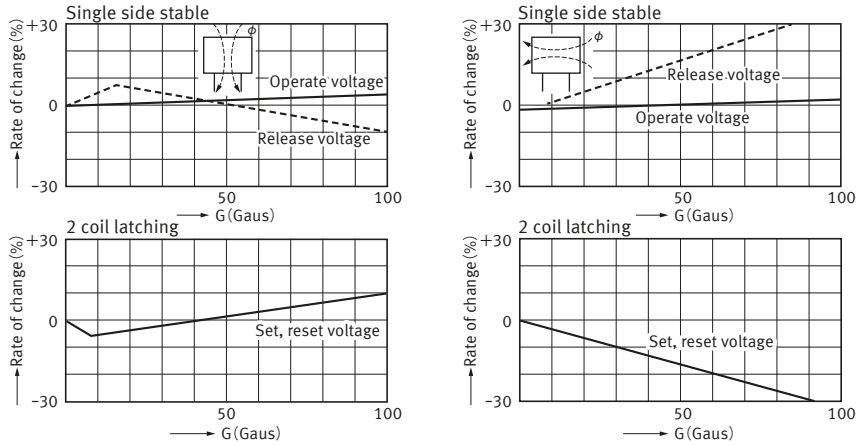 Single side stable
+30
0
-30
Rate of change (%)
ϕ
Operate voltage
Release voltage
50
100
G (Gaus)
Single side stable
+30
0
-30
Rate of change (%)
ϕ
Release voltage
Operate voltage
50
100
G (Gaus)
2 coil latching
+30
0
-30
Rate of change (%)
Set, reset voltage
50
100
G (Gaus)
2 coil latching
+30
0
-30
Rate of change (%)
Set, reset voltage
50
100
G (Gaus)